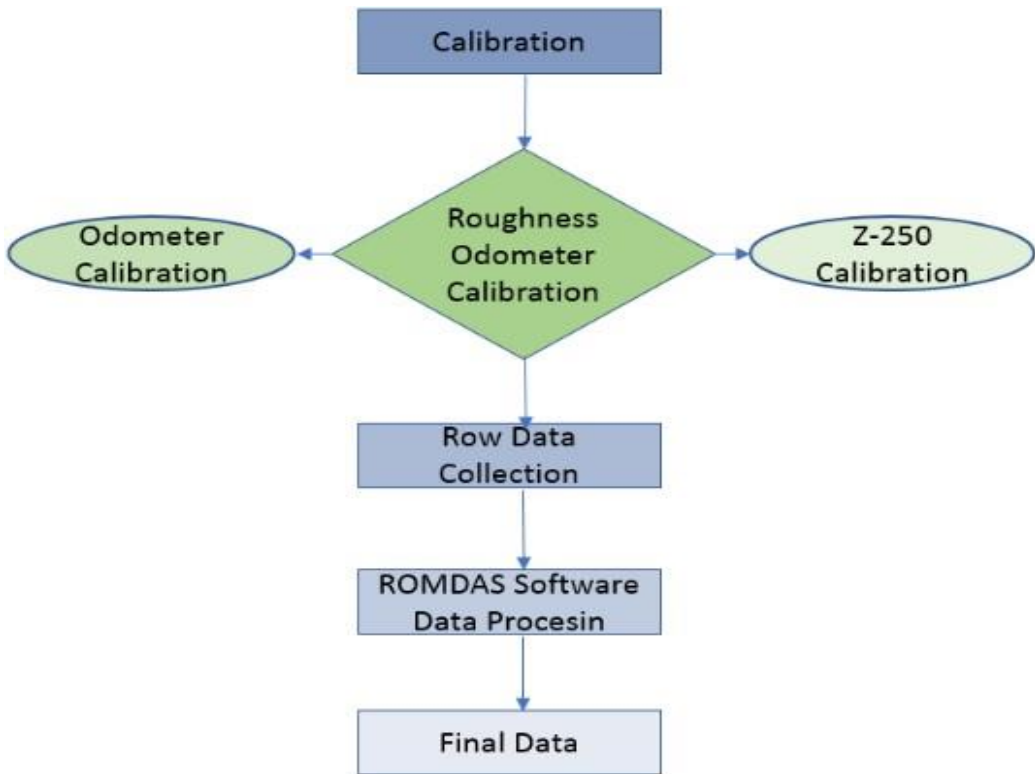 Calibration
Roughness
Odometer
Calibration
Odometer
Calibration
Z-250
Calibration
Row Data
Collection
ROMDAS Software
Data Procesin
Final Data